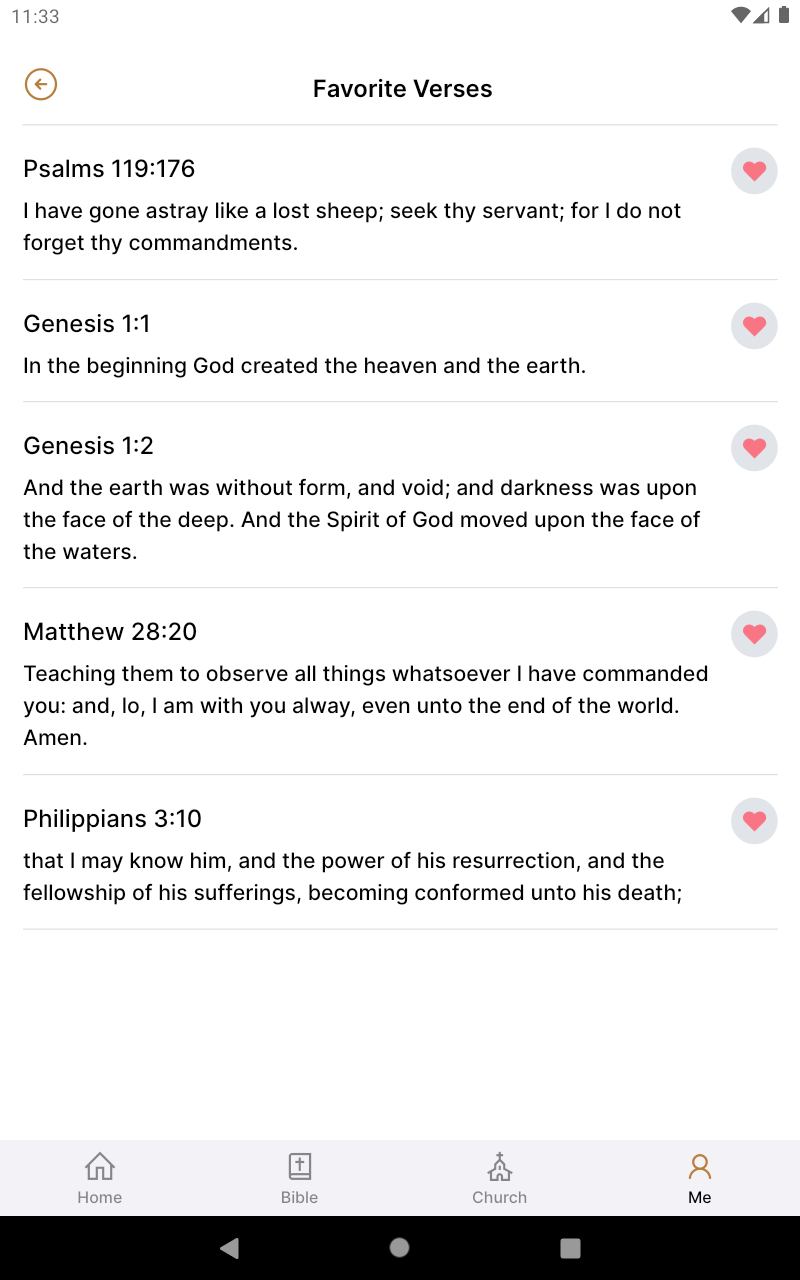 11:33
Favorite Verses
Psalms 119:176
I have gone astray like a lost sheep; seek thy servant; for I do not
forget thy commandments.
Genesis 1:1
In the beginning God created the heaven and the earth.
Genesis 1:2
And the earth was without form, and void; and darkness was upon
the face of the deep. And the Spirit of God moved upon the face of
the waters.
Matthew 28:20
Teaching them to observe all things whatsoever I have commanded
you: and, lo, I am with you alway, even unto the end of the world.
Amen.
Philippians 3:10
that I may know him, and the power of his resurrection, and the
fellowship of his sufferings, becoming conformed unto his death;
Home
Bible
Church
Me